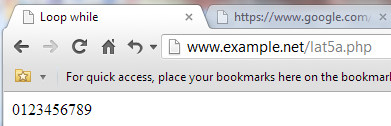 Loop while
https://www.google.com/
www.example.net/lat5a.php
For quick access, place your bookmarks here on the bookmark
0123456789